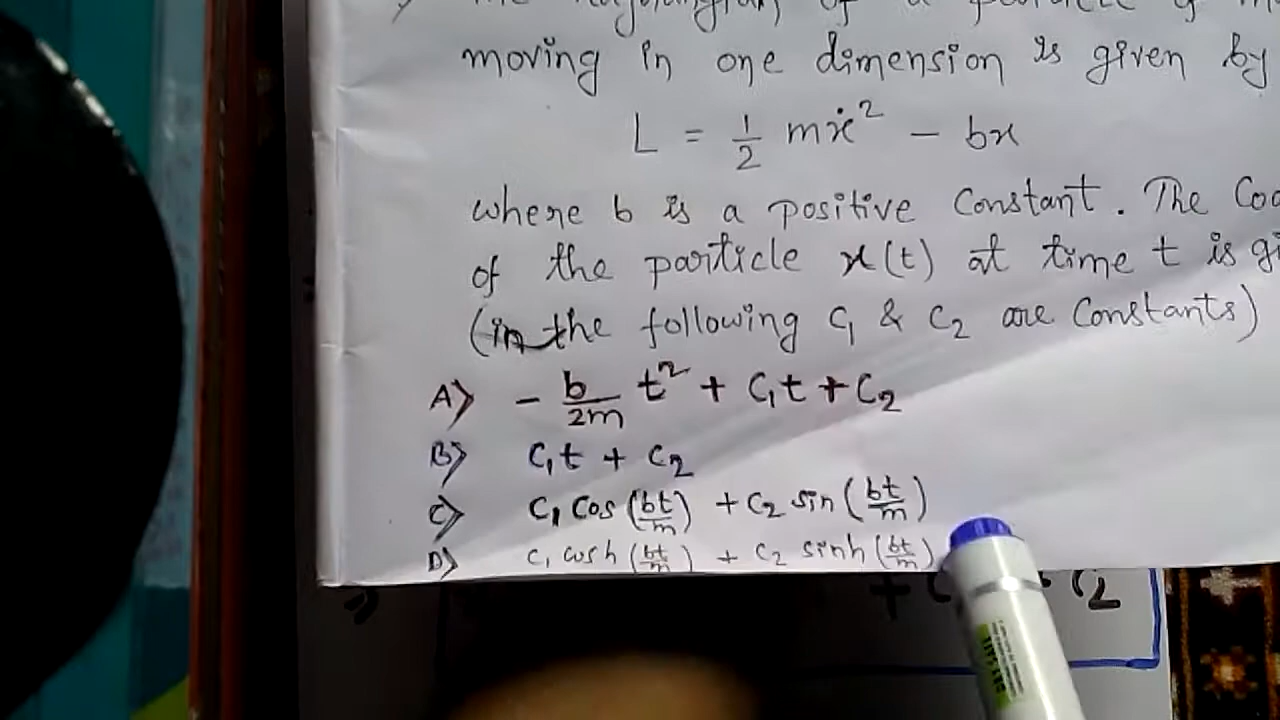 of a
moving in one dimension is given by
L = 1/2 mẋ² - bx
where b is a positive Constant. The
of the particle x(t) at time t is
(in the following C₁ & C₂ are Constants)
A) - b/2m t² + C₁t + C₂
B) C₁t + C₂
C) C₁ Cos (bt/m) + C₂ sin (bt/m)
D) C₁ cosh (bt/m) + C₂ sinh (bt/m)